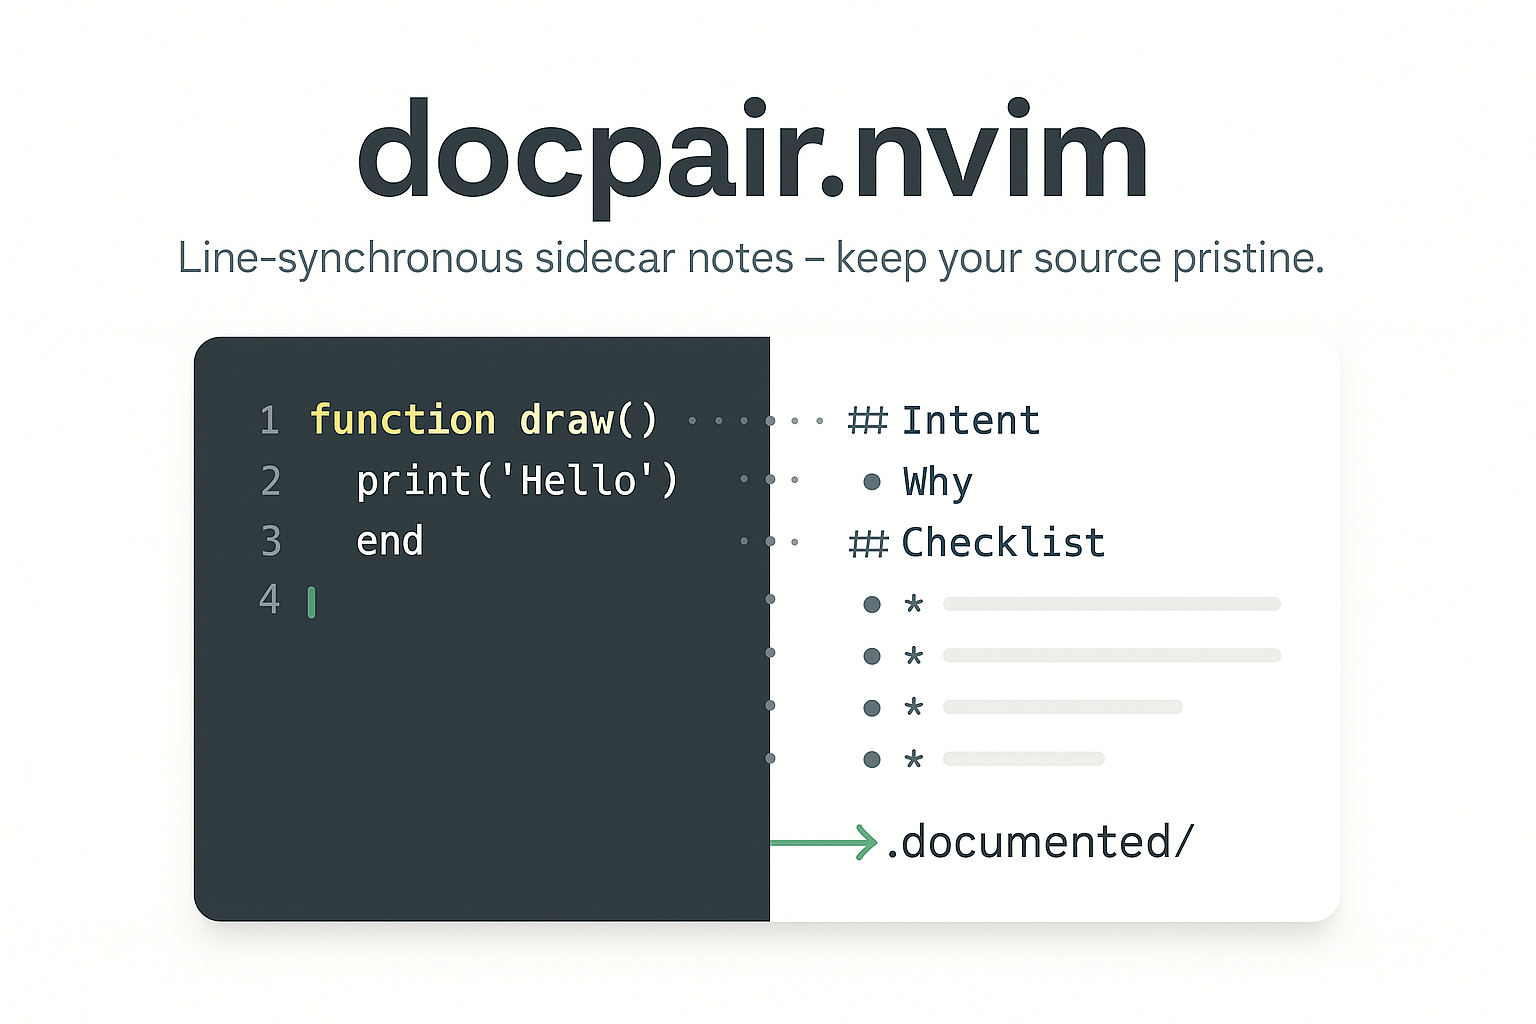 docpair.nvim
Line-synchronous sidecar notes – keep your source pristine.
1 function draw()
2 print('Hello')
3 end
4
## Intent
• Why
## Checklist
• *
• *
• *
• *
.documented/